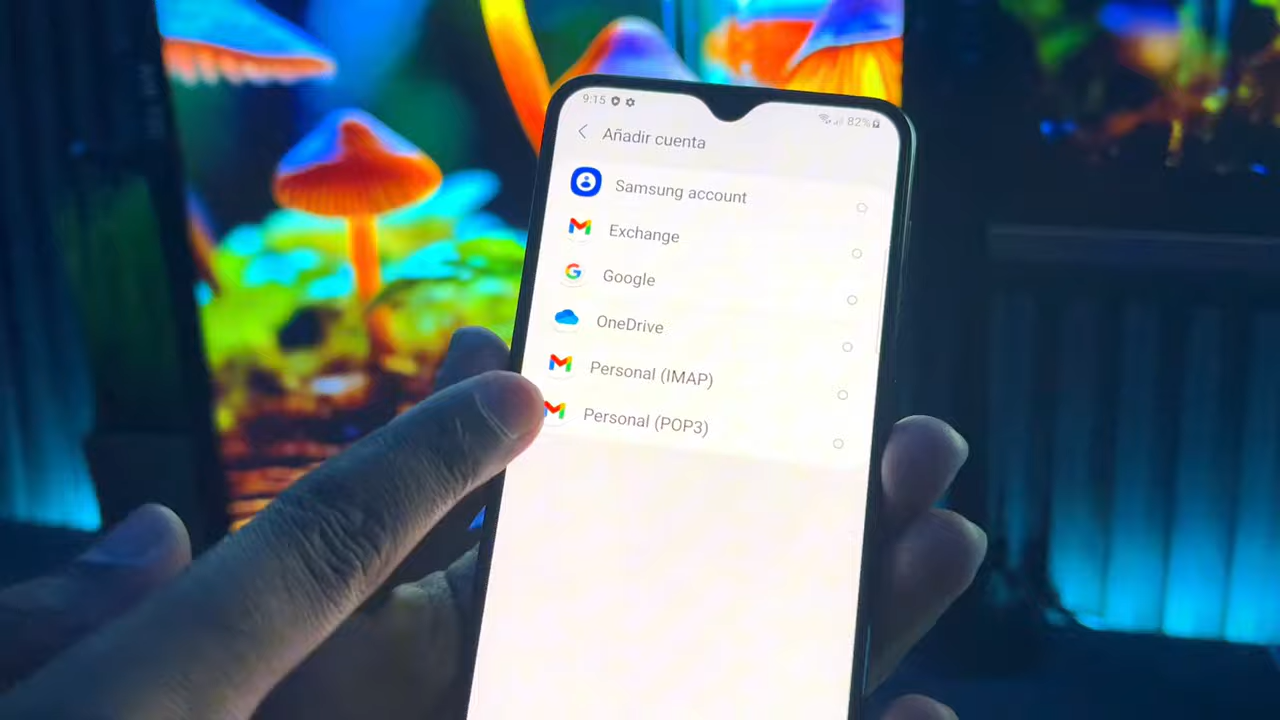 9:15
82%
Añadir cuenta
Samsung account
Exchange
Google
OneDrive
Personal (IMAP)
Personal (POP3)